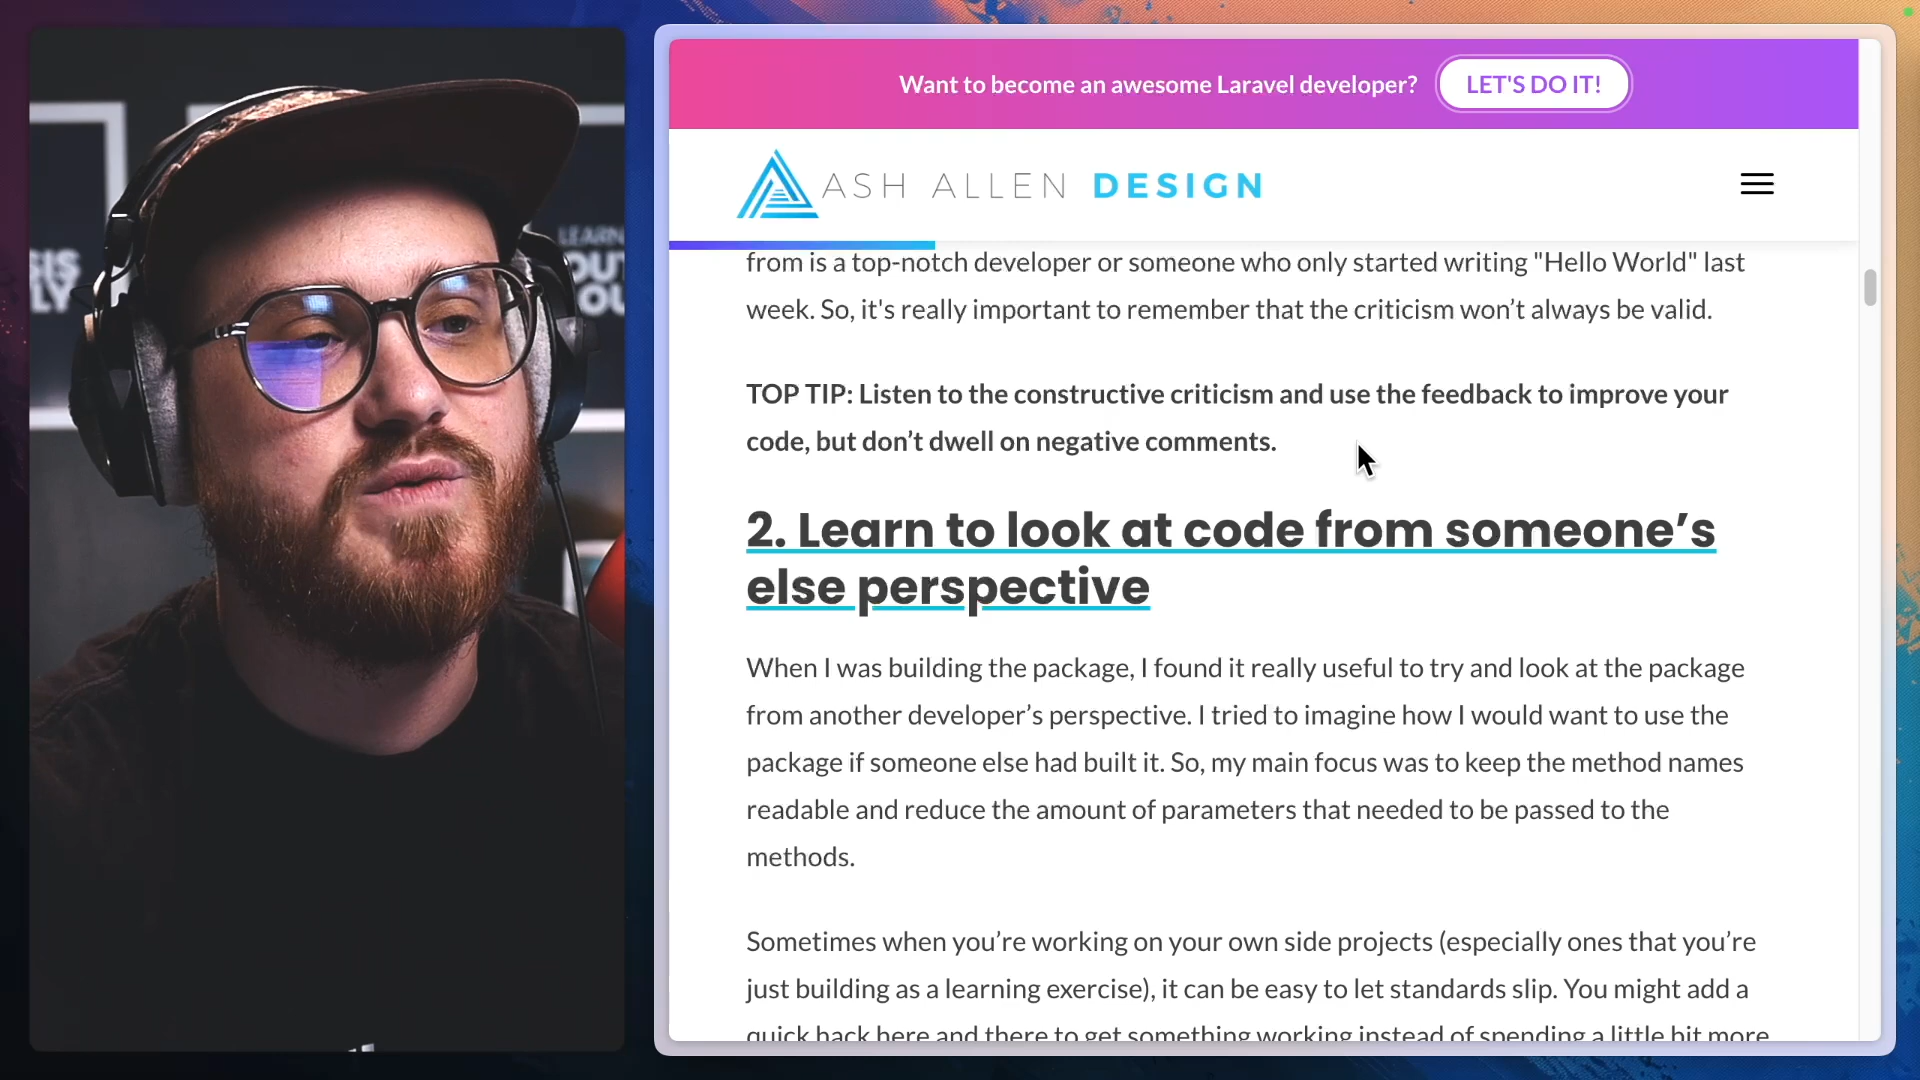 Want to become an awesome Laravel developer?
LET'S DO IT!
ASH ALLEN DESIGN
from is a top-notch developer or someone who only started writing "Hello World" last
week. So, it's really important to remember that the criticism won’t always be valid.
TOP TIP: Listen to the constructive criticism and use the feedback to improve your
code, but don’t dwell on negative comments.
2. Learn to look at code from someone’s
else perspective
When I was building the package, I found it really useful to try and look at the package
from another developer’s perspective. I tried to imagine how I would want to use the
package if someone else had built it. So, my main focus was to keep the method names
readable and reduce the amount of parameters that needed to be passed to the
methods.
Sometimes when you’re working on your own side projects (especially ones that you’re
just building as a learning exercise), it can be easy to let standards slip. You might add a
quick hack here and there to get something working instead of spending a little bit more